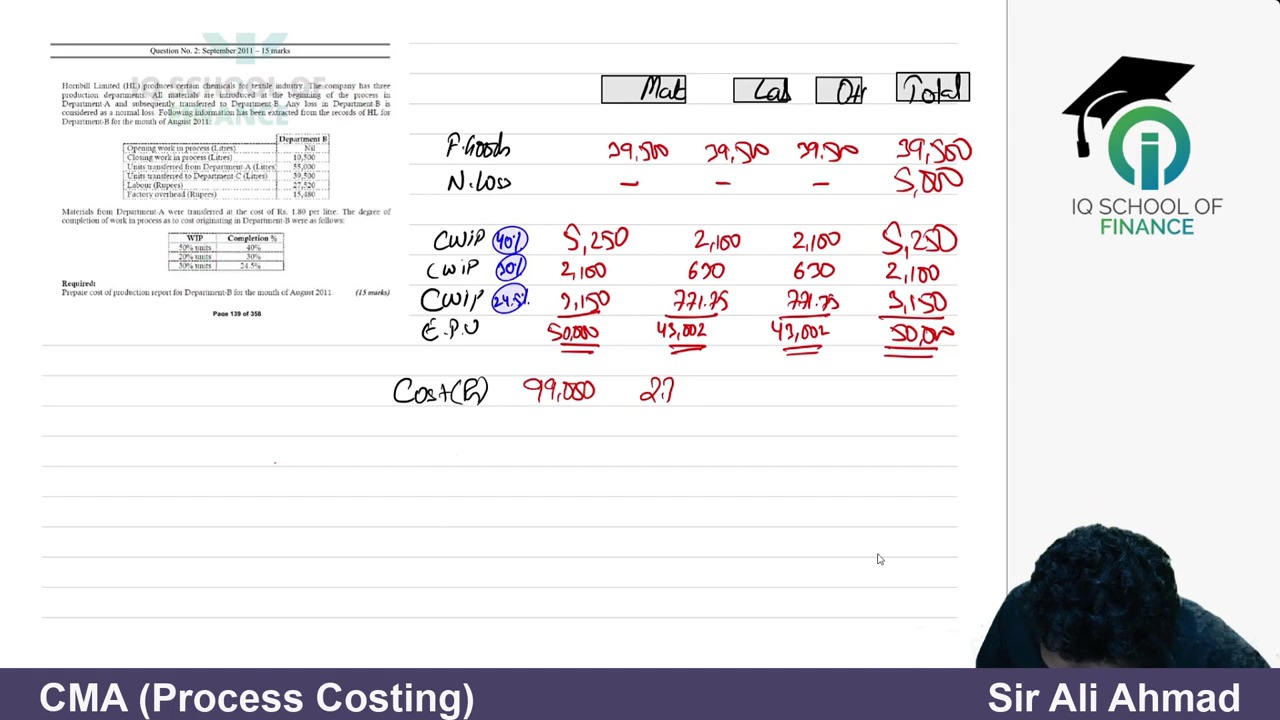 Question No. 2: September 2011 – 15 marks
IQ SCHOOL OF
FINANCE
Hornbill Limited (HL) produces certain chemicals for textile industry. The company has three
production departments. All materials are introduced at the beginning of the process in
Department-A and subsequently transferred to Department-B. Any loss in Department-B is
considered as a normal loss. Following information has been extracted from the records of HL for
Department-B for the month of August 2011:
Department B
Opening work in process (Litres) Nil
Closing work in process (Litres) 10,500
Units transferred from Department-A (Litres) 55,000
Units transferred to Department-C (Litres) 39,500
Labour (Rupees) 27,520
Factory overhead (Rupees) 15,480
Materials from Department-A were transferred at the cost of Rs. 1.80 per litre. The degree of
completion of work in process as to cost originating in Department-B were as follows:
WIP Completion %
50% units 40%
20% units 30%
30% units 24.5%
Required:
Prepare cost of production report for Department-B for the month of August 2011. (15 marks)
Page 139 of 358
Mat Lab OH Total
F.Goods 39,500 39,500 39,500 39,500
N.Loss – – – 5,000
CWIP 40% 5,250 2,100 2,100 5,250
CWIP 30% 2,100 630 630 2,100
CWIP 24.5% 3,150 771.75 771.75 3,150
E.P.U 50,000 43,002 43,002 50,000
Cost(Rs) 99,000 27
IQ SCHOOL OF
FINANCE
CMA (Process Costing)
Sir Ali Ahmad